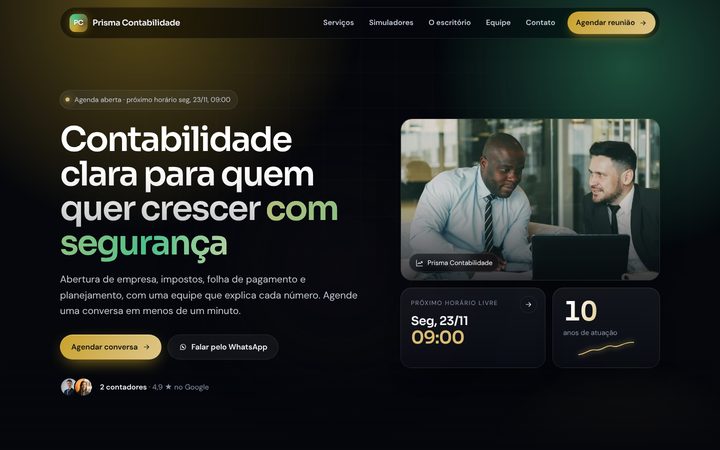 PC Prisma Contabilidade
Serviços Simuladores O escritório Equipe Contato Agendar reunião →
Agenda aberta · próximo horário seg, 23/11, 09:00
Contabilidade
clara para quem
quer crescer com
segurança
Abertura de empresa, impostos, folha de pagamento e
planejamento, com uma equipe que explica cada número. Agende
uma conversa em menos de um minuto.
Agendar conversa →
Falar pelo WhatsApp
2 contadores · 4,9 ★ no Google
Prisma Contabilidade
PRÓXIMO HORÁRIO LIVRE →
Seg, 23/11
09:00
10
anos de atuação